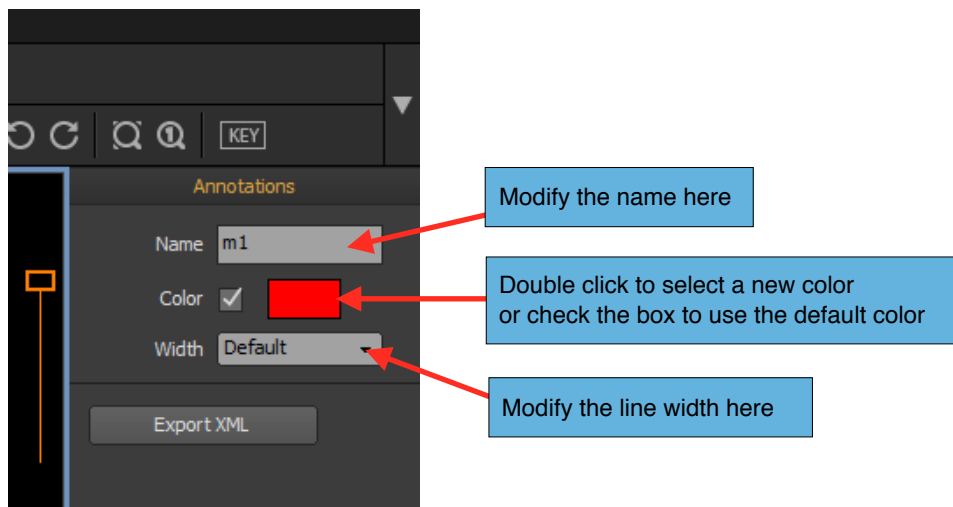 KEY
Annotations
Name m1
Modify the name here
Color
Double click to select a new color
or check the box to use the default color
Width Default
Modify the line width here
Export XML